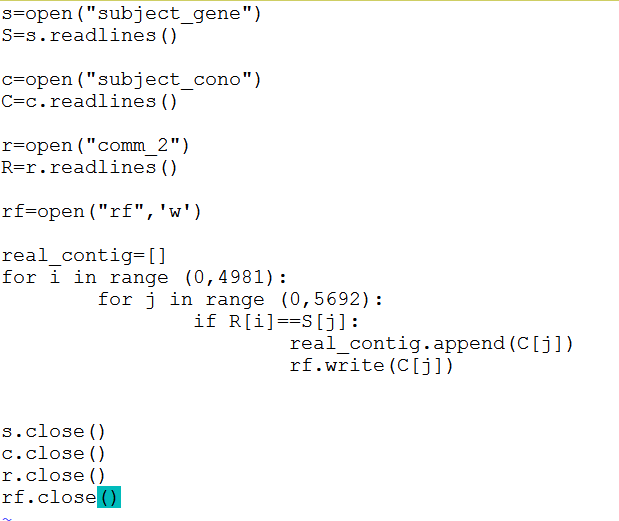 s=open("subject_gene")
S=s.readlines()
c=open("subject_cono")
C=c.readlines()
r=open("comm_2")
R=r.readlines()
rf=open("rf",'w')
real_contig=[]
for i in range (0,4981):
        for j in range (0,5692):
                if R[i]==S[j]:
                        real_contig.append(C[j])
                        rf.write(C[j])
s.close()
c.close()
r.close()
rf.close()
~